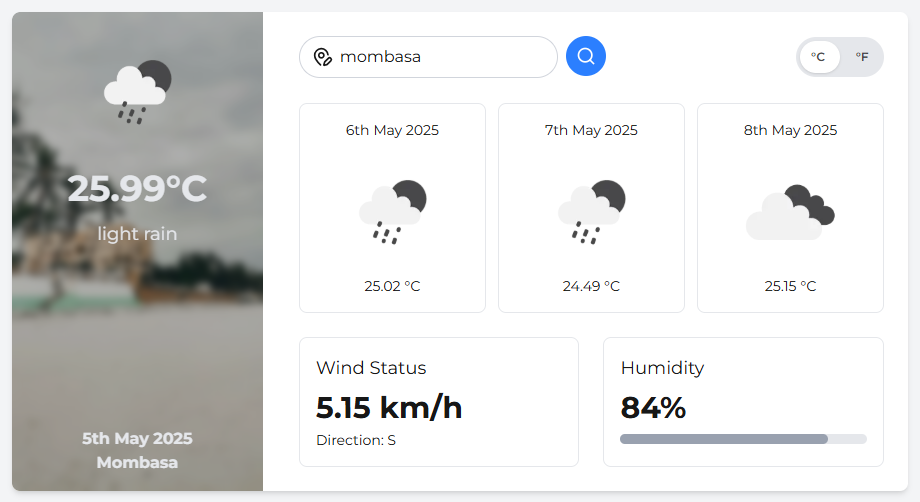 25.99°C
light rain
5th May 2025
Mombasa
mombasa
°C
°F
6th May 2025
25.02 °C
7th May 2025
24.49 °C
8th May 2025
25.15 °C
Wind Status
5.15 km/h
Direction: S
Humidity
84%